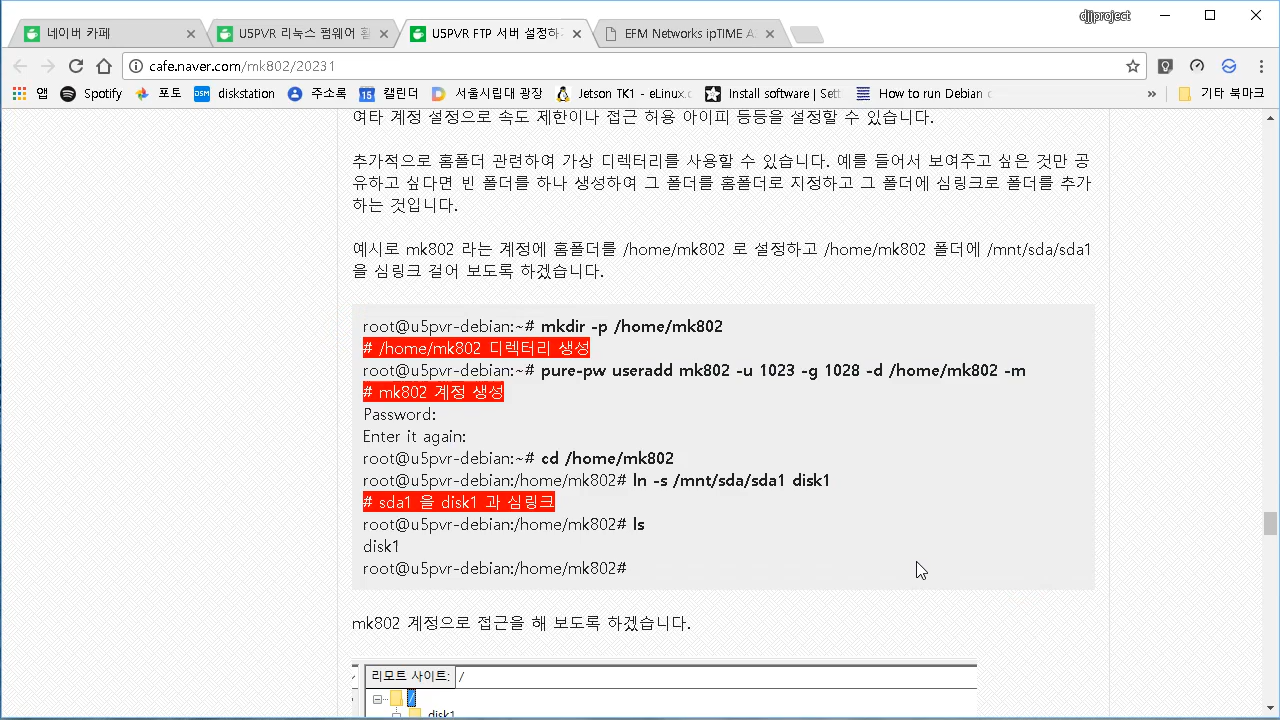 djjproject
네이버 카페
U5PVR 리눅스 펌웨어
U5PVR FTP 서버 설정하
EFM Networks ipTIME A
cafe.naver.com/mk802/20231
앱 Spotify 포토 diskstation 주소록 캘린더 서울시립대 광장 Jetson TK1 - eLinux. Install software | Sett How to run Debian » 기타 북마크
여타 계정 설정으로 속도 제한이나 접근 허용 아이피 등등을 설정할 수 있습니다.
추가적으로 홈폴더 관련하여 가상 디렉터리를 사용할 수 있습니다. 예를 들어서 보여주고 싶은 것만 공
유하고 싶다면 빈 폴더를 하나 생성하여 그 폴더를 홈폴더로 지정하고 그 폴더에 심링크로 폴더를 추가
하는 것입니다.
예시로 mk802 라는 계정에 홈폴더를 /home/mk802 로 설정하고 /home/mk802 폴더에 /mnt/sda/sda1
을 심링크 걸어 보도록 하겠습니다.
root@u5pvr-debian:~# mkdir -p /home/mk802
# /home/mk802 디렉터리 생성
root@u5pvr-debian:~# pure-pw useradd mk802 -u 1023 -g 1028 -d /home/mk802 -m
# mk802 계정 생성
Password:
Enter it again:
root@u5pvr-debian:~# cd /home/mk802
root@u5pvr-debian:/home/mk802# ln -s /mnt/sda/sda1 disk1
# sda1 을 disk1 과 심링크
root@u5pvr-debian:/home/mk802# ls
disk1
root@u5pvr-debian:/home/mk802#
mk802 계정으로 접근을 해 보도록 하겠습니다.
리모트 사이트: /
/
disk1